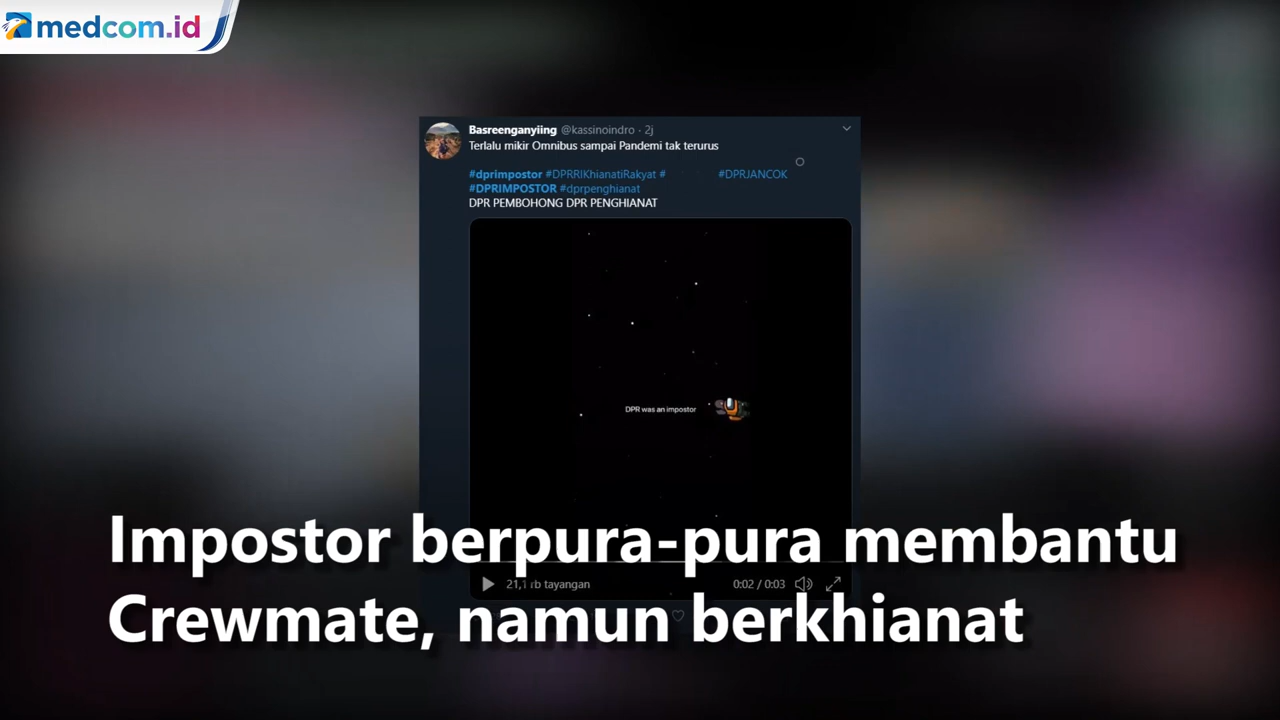 medcom.id
Basreenganyiing @kassinoindro · 2j
Terlalu mikir Omnibus sampai Pandemi tak terurus
#dprimpostor #DPRRIKhianatiRakyat # #DPRJANCOK
#DPRIMPOSTOR #dprpenghianat
DPR PEMBOHONG DPR PENGHIANAT
DPR was an impostor
Impostor berpura-pura membantu
21,1 rb tayangan 0:02 / 0:03
Crewmate, namun berkhianat